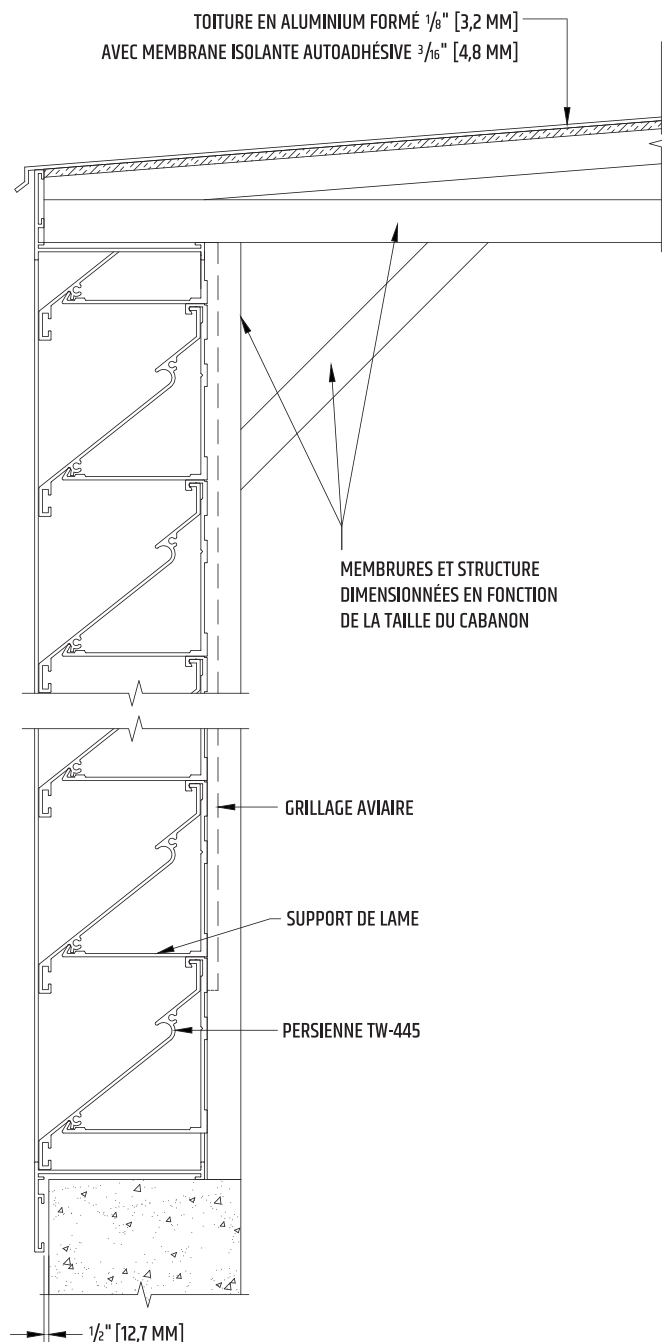 TOITURE EN ALUMINIUM FORMÉ 1/8" [3,2 MM]
AVEC MEMBRANE ISOLANTE AUTOADHÉSIVE 3/16" [4,8 MM]
MEMBRURES ET STRUCTURE
DIMENSIONNÉES EN FONCTION
DE LA TAILLE DU CABANON
GRILLAGE AVIAIRE
SUPPORT DE LAME
PERSIENNE TW-445
1/2" [12,7 MM]